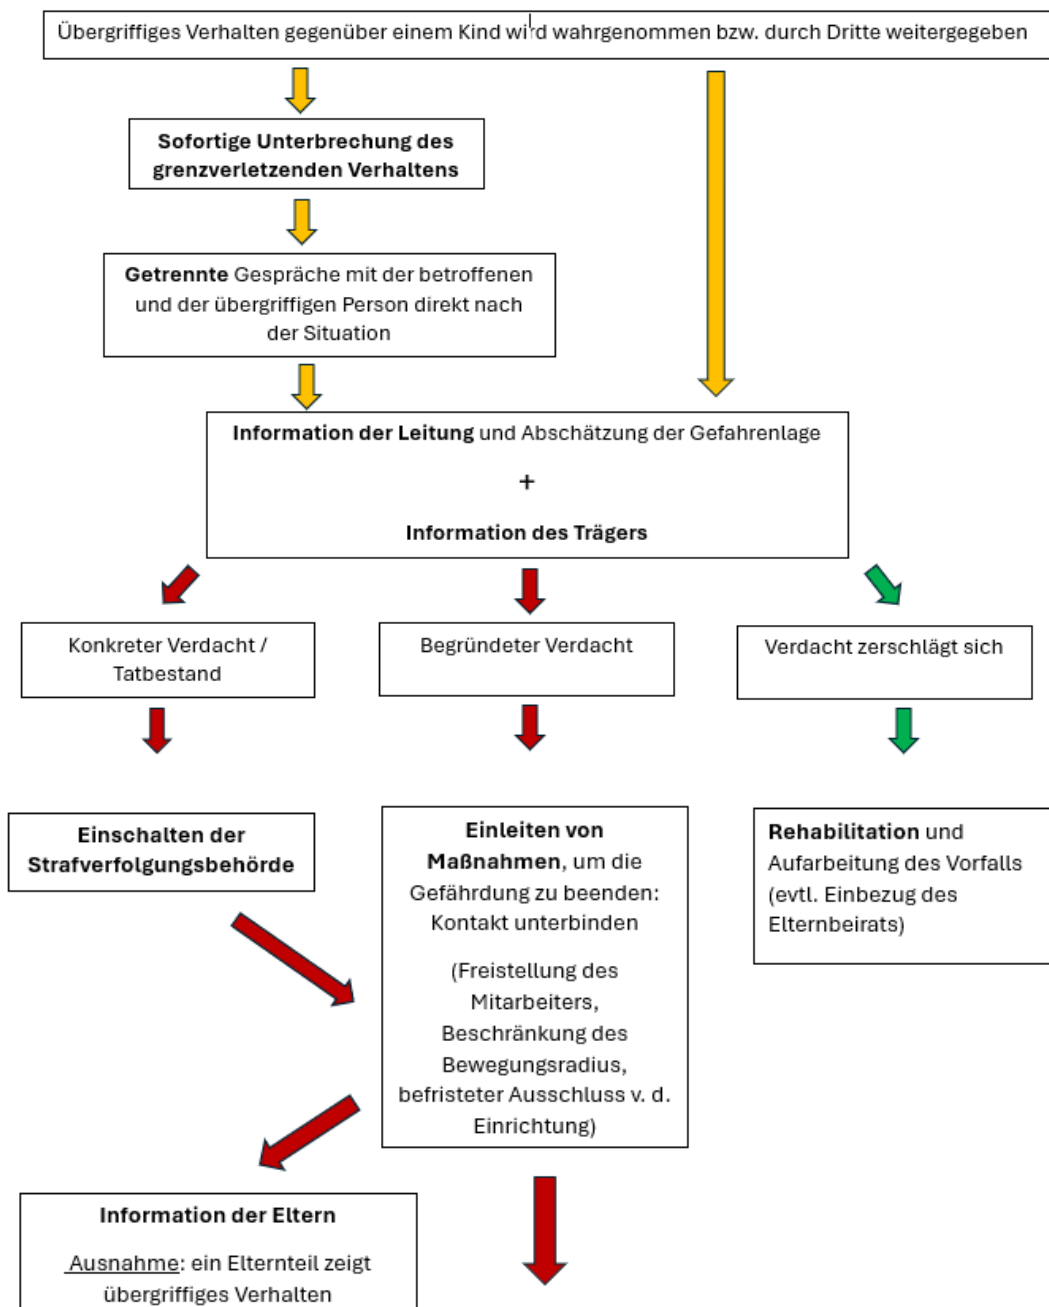 Übergriffiges Verhalten gegenüber einem Kind wird wahrgenommen bzw. durch Dritte weitergegeben
Sofortige Unterbrechung des
grenzverletzenden Verhaltens
Getrennte Gespräche mit der betroffenen
und der übergriffigen Person direkt nach
der Situation
Information der Leitung und Abschätzung der Gefahrenlage
+
Information des Trägers
Konkreter Verdacht /
Tatbestand
Begründeter Verdacht
Verdacht zerschlägt sich
Einschalten der
Strafverfolgungsbehörde
Einleiten von
Maßnahmen, um die
Gefährdung zu beenden:
Kontakt unterbinden
(Freistellung des
Mitarbeiters,
Beschränkung des
Bewegungsradius,
befristeter Ausschluss v. d.
Einrichtung)
Rehabilitation und
Aufarbeitung des Vorfalls
(evtl. Einbezug des
Elternbeirats)
Information der Eltern
Ausnahme: ein Elternteil zeigt
übergriffiges Verhalten